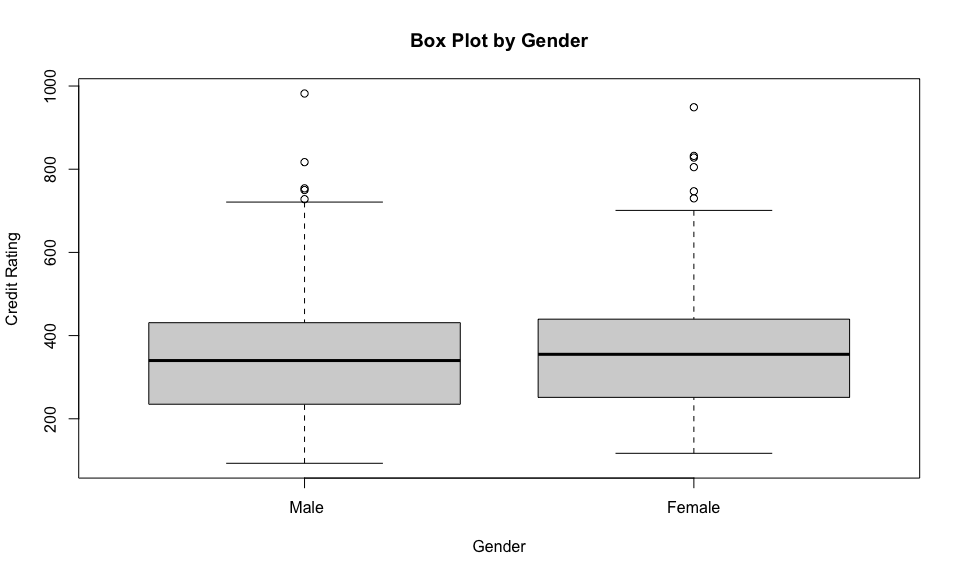 Box Plot by Gender
1000
800
600
400
200
Credit Rating
Male
Female
Gender